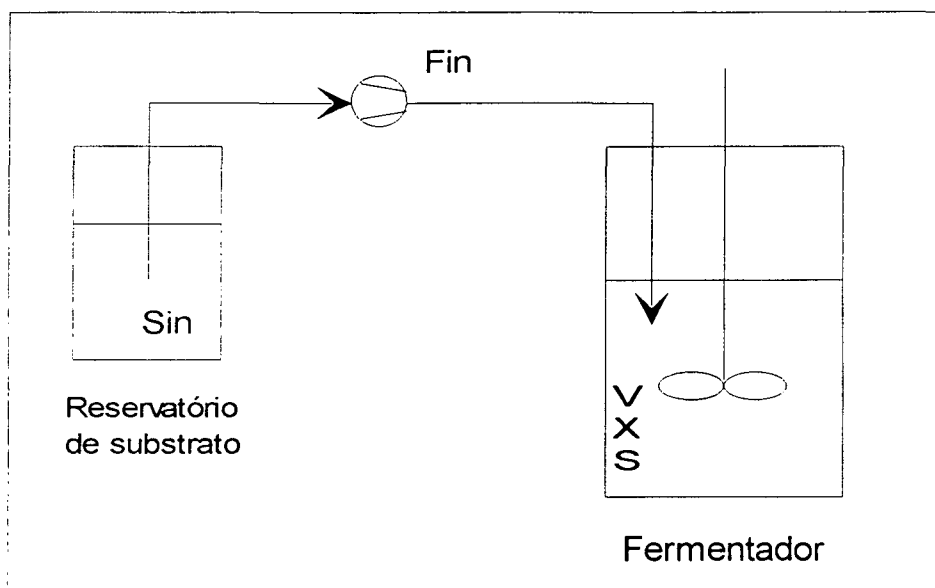 Fin
Sin
Reservatório
de substrato
V
X
S
Fermentador